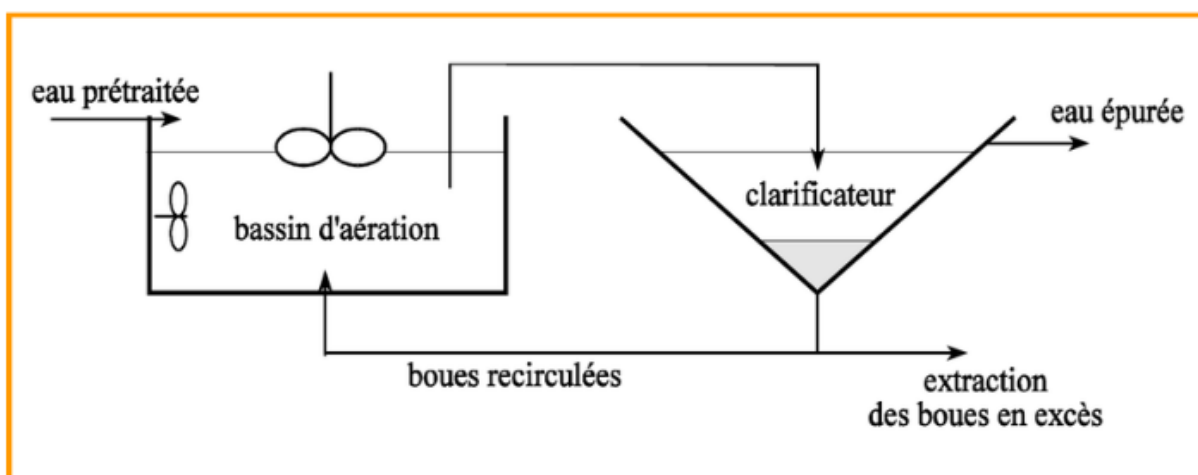 eau prétraitée
eau épurée
clarificateur
bassin d'aération
boues recirculées
extraction
des boues en excès